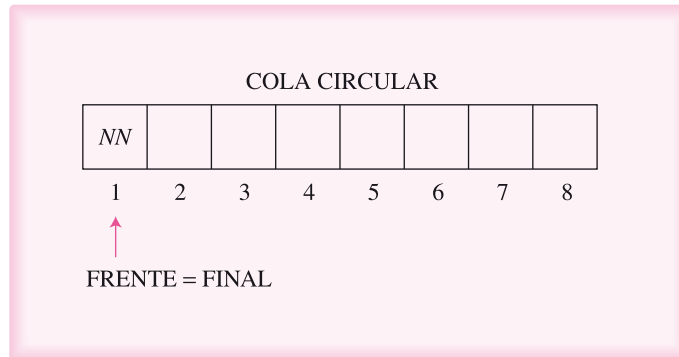 COLA CIRCULAR
NN
1 2 3 4 5 6 7 8
FRENTE = FINAL